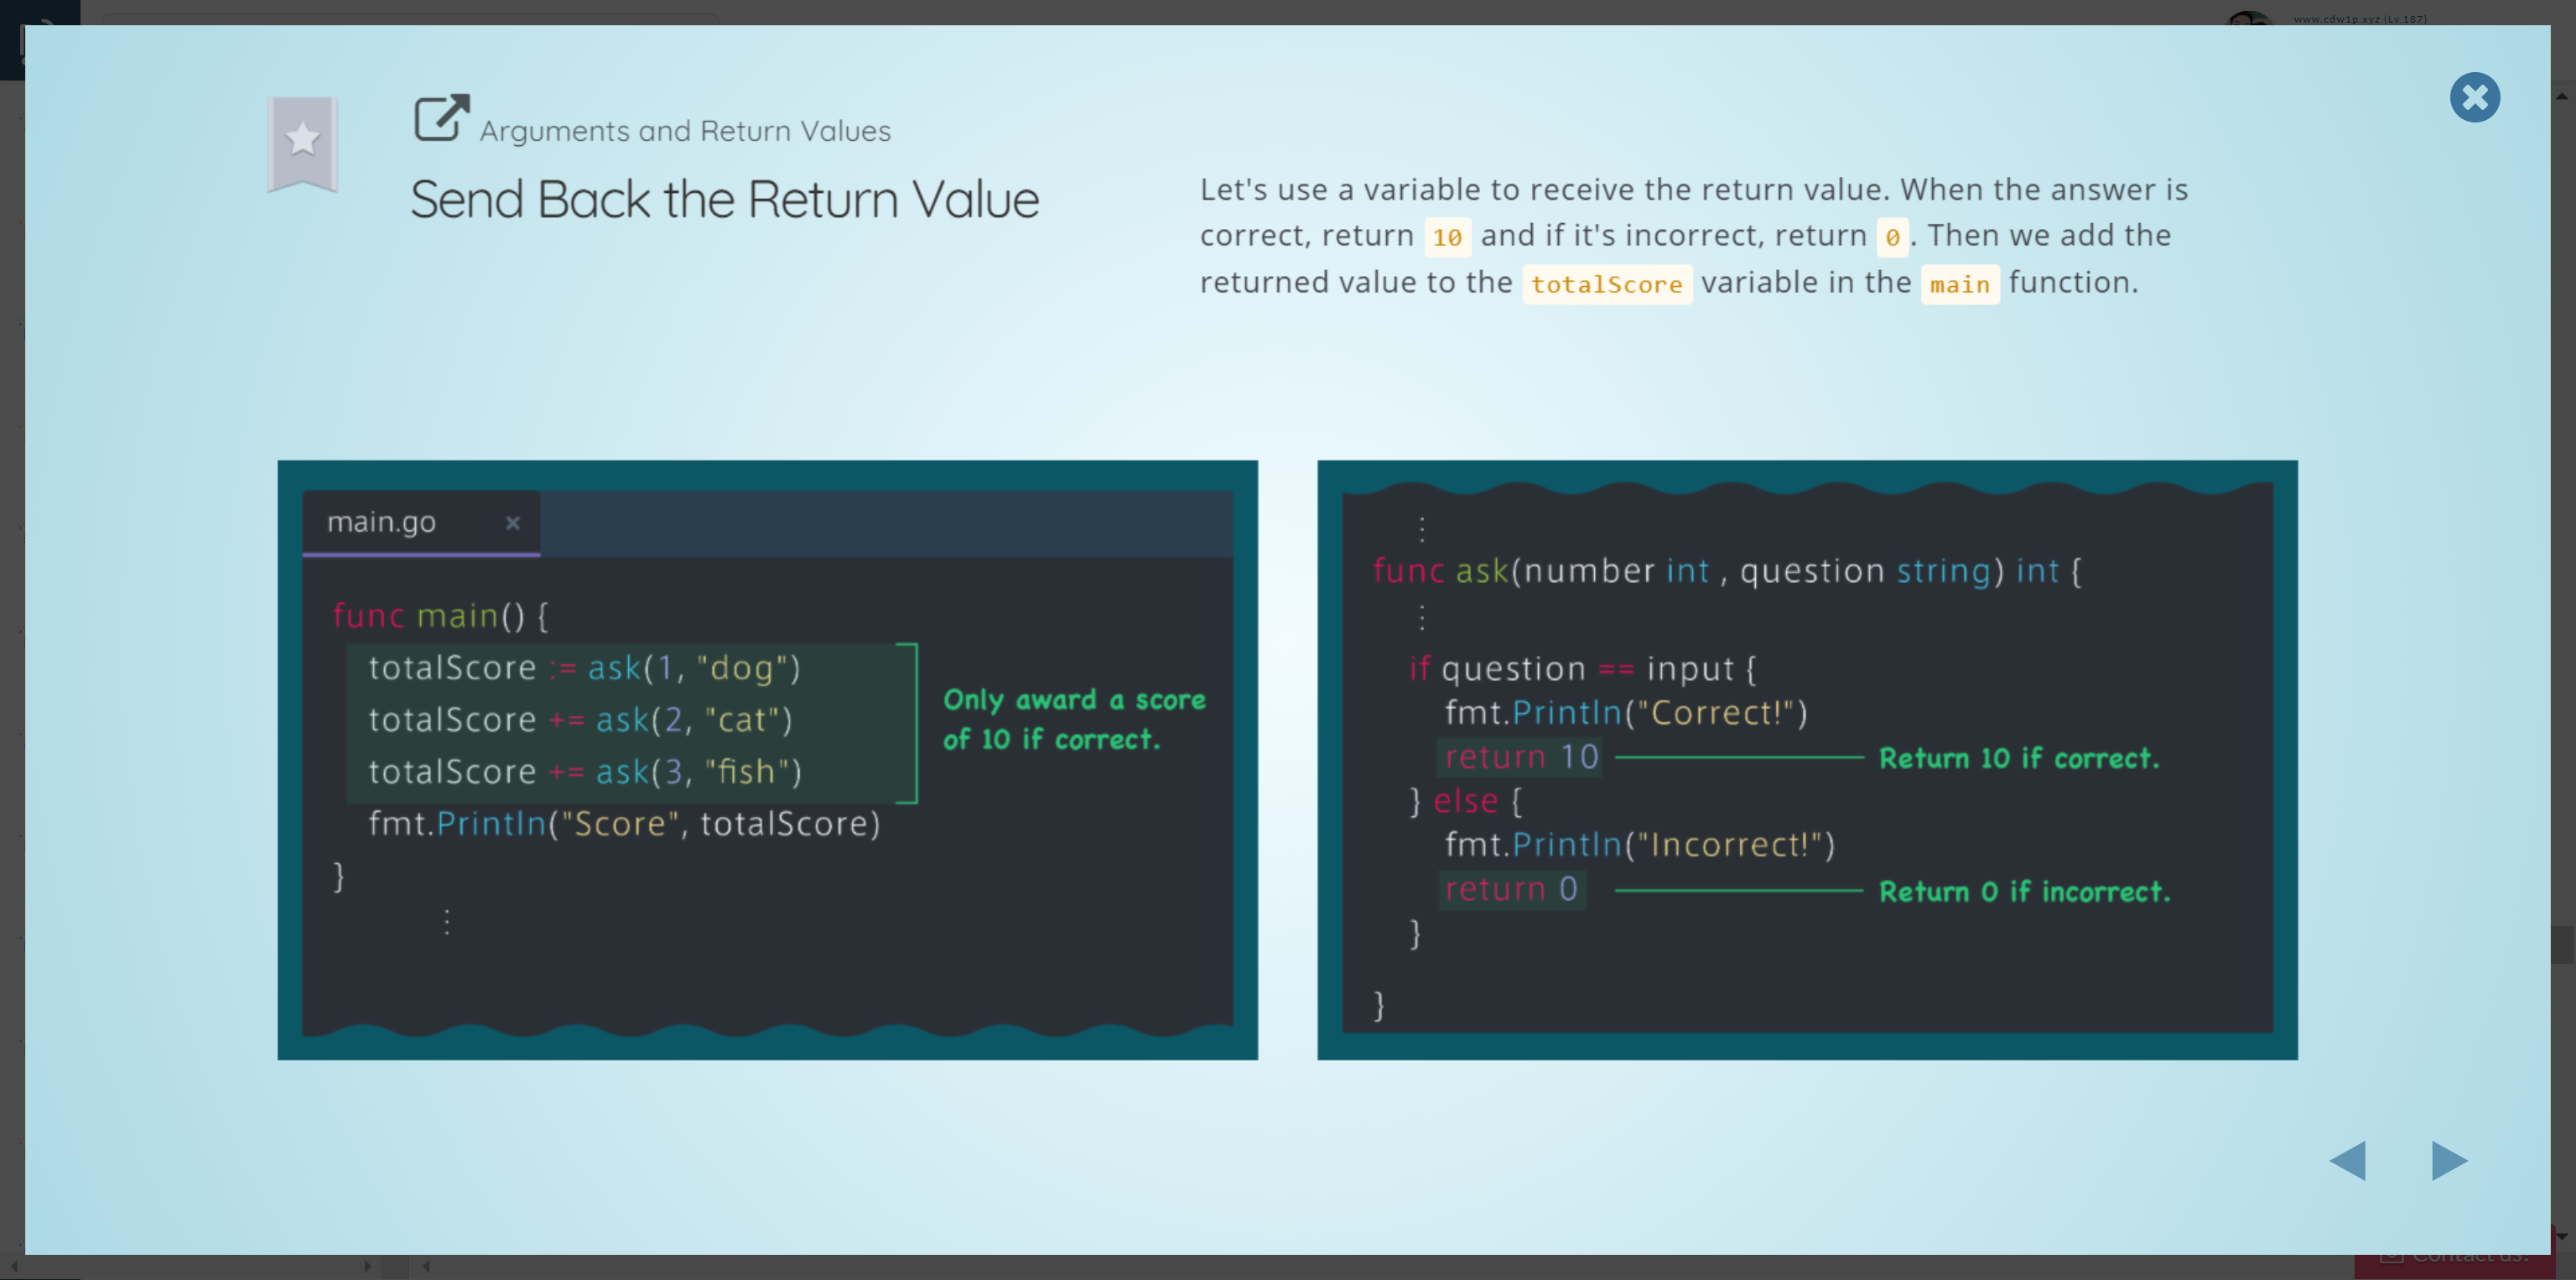 www.cdw1p.xyz (Lv.187)
Arguments and Return Values
Send Back the Return Value
Let's use a variable to receive the return value. When the answer is
correct, return 10 and if it's incorrect, return 0. Then we add the
returned value to the totalScore variable in the main function.
main.go ×
func main() {
totalScore := ask(1, "dog")
totalScore += ask(2, "cat")
totalScore += ask(3, "fish")
fmt.Println("Score", totalScore)
}
⋮
Only award a score
of 10 if correct.
⋮
func ask(number int , question string) int {
⋮
if question == input {
fmt.Println("Correct!")
return 10
Return 10 if correct.
} else {
fmt.Println("Incorrect!")
return 0
Return 0 if incorrect.
}
}
Contact us!